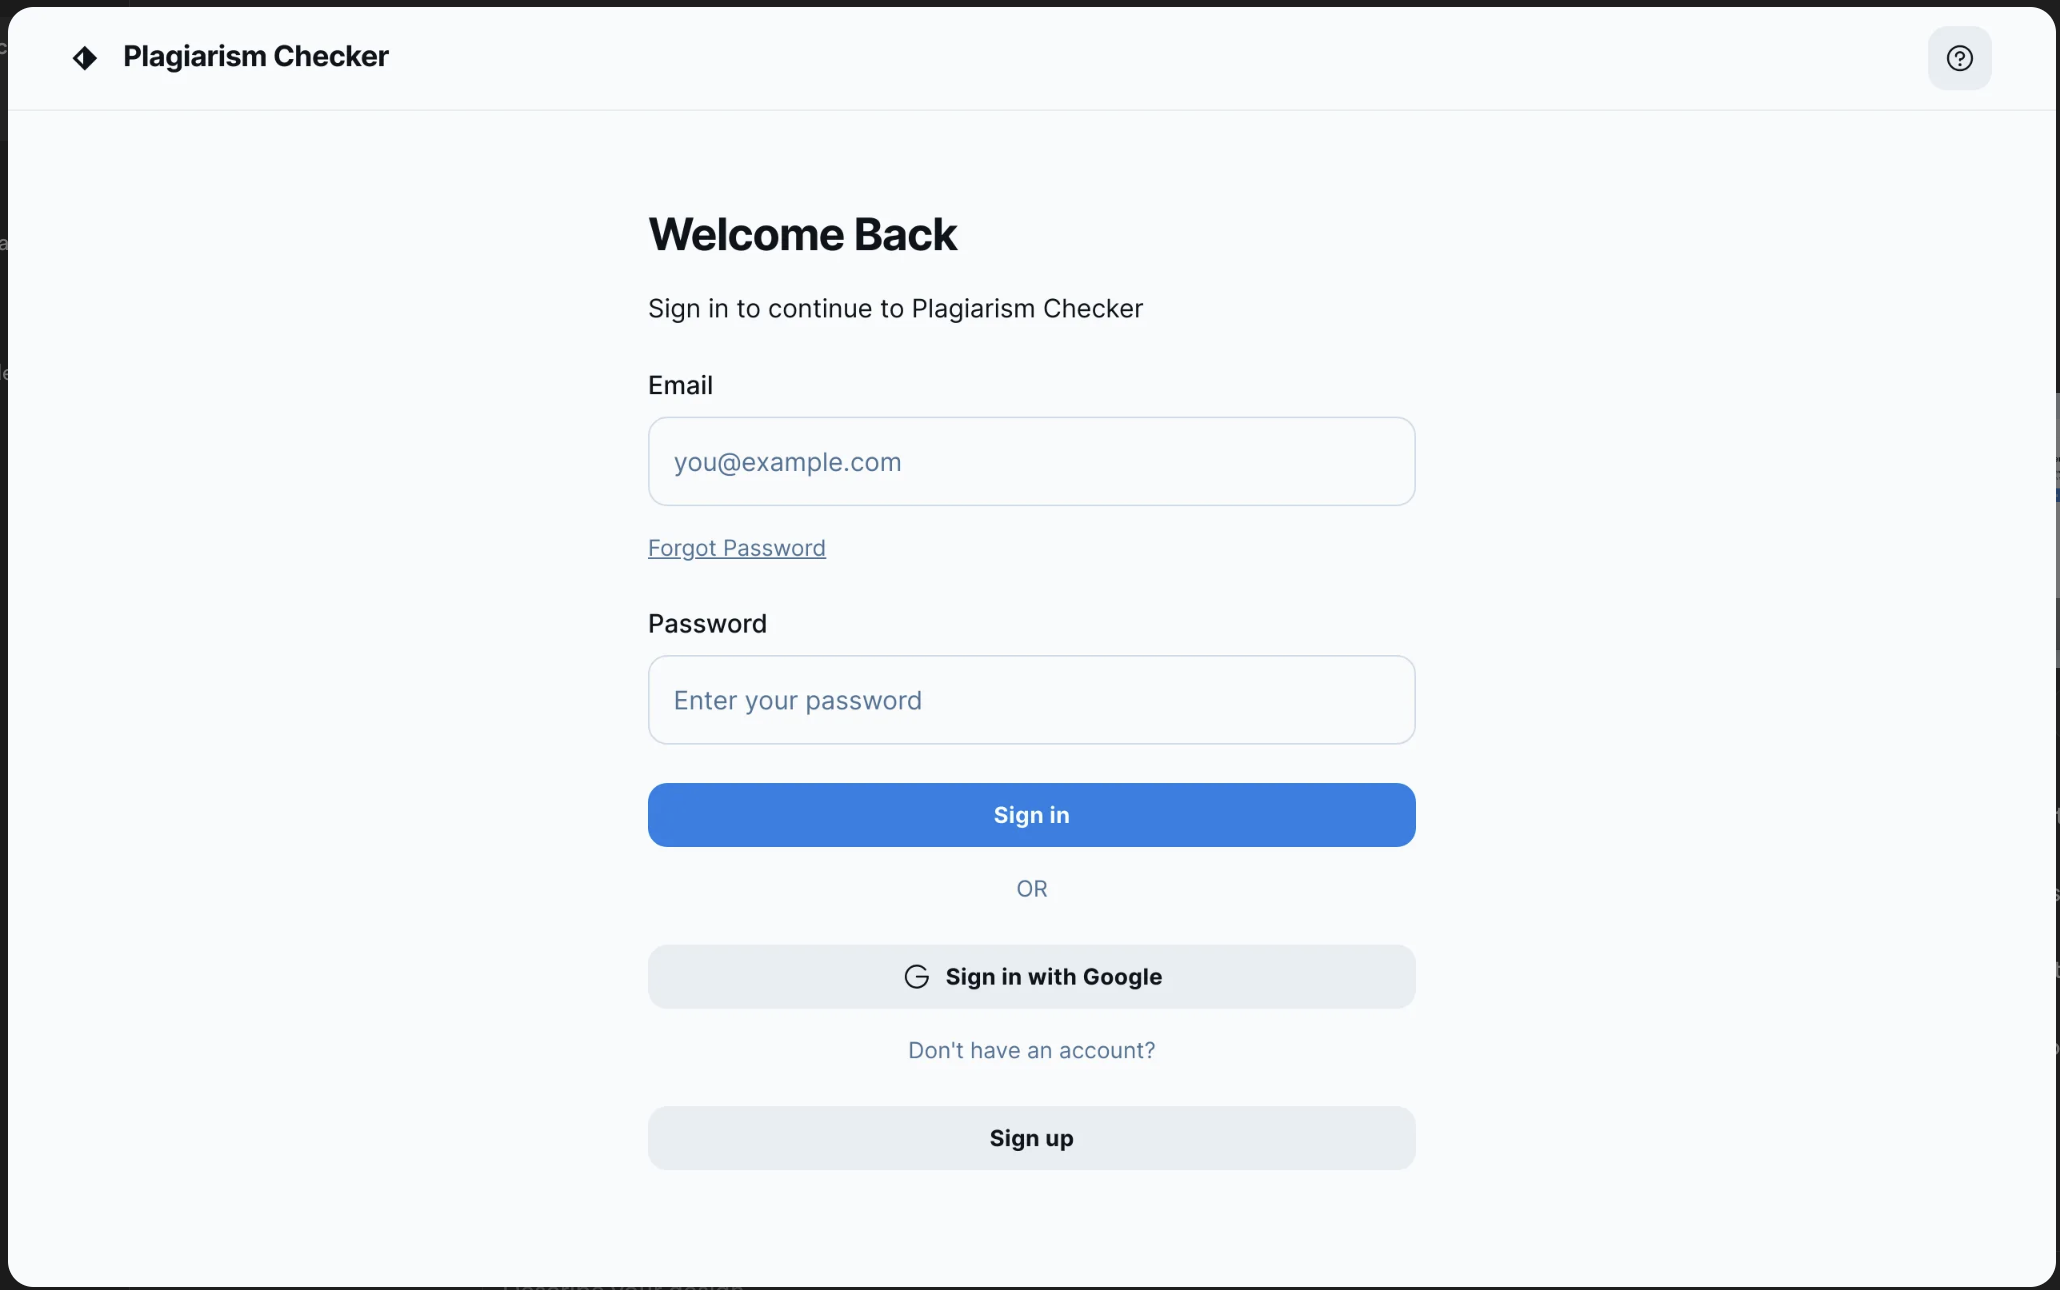 Plagiarism Checker
Welcome Back
Sign in to continue to Plagiarism Checker
Email
you@example.com
Forgot Password
Password
Enter your password
Sign in
OR
Sign in with Google
Don't have an account?
Sign up